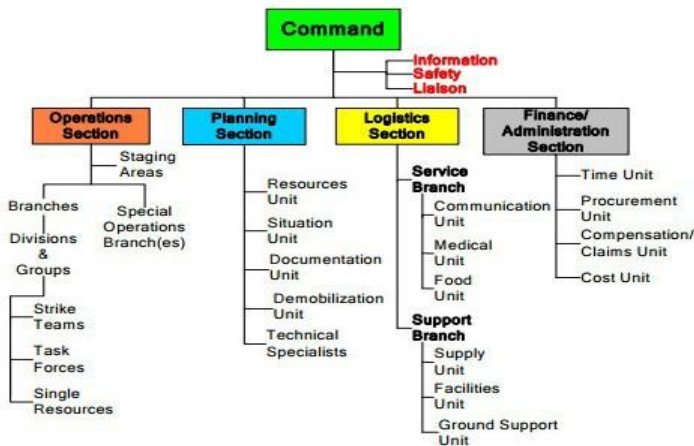 Command
Information
Safety
Liaison
Operations
Section
Staging
Areas
Branches
Special
Operations
Branch(es)
Divisions
&
Groups
Strike
Teams
Task
Forces
Single
Resources
Planning
Section
Resources
Unit
Situation
Unit
Documentation
Unit
Demobilization
Unit
Technical
Specialists
Logistics
Section
Service
Branch
Communication
Unit
Medical
Unit
Food
Unit
Support
Branch
Supply
Unit
Facilities
Unit
Ground Support
Unit
Finance/
Administration
Section
Time Unit
Procurement
Unit
Compensation/
Claims Unit
Cost Unit